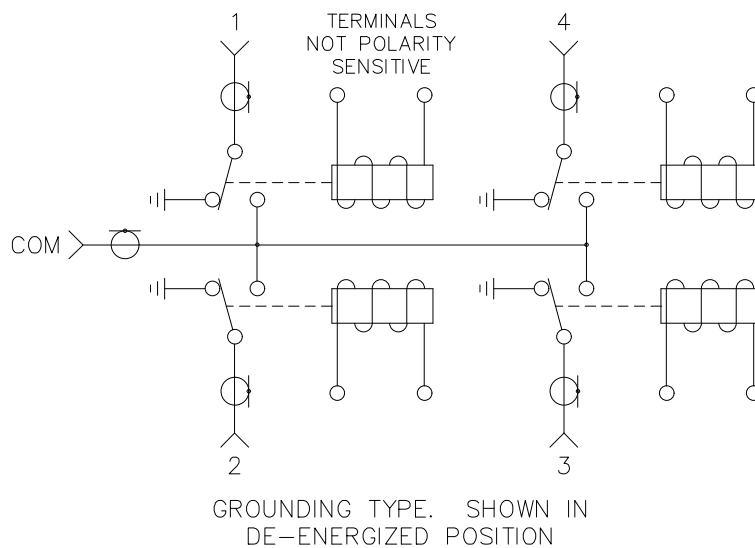 1
TERMINALS
NOT POLARITY
SENSITIVE
4
COM
2
3
GROUNDING TYPE. SHOWN IN
DE-ENERGIZED POSITION